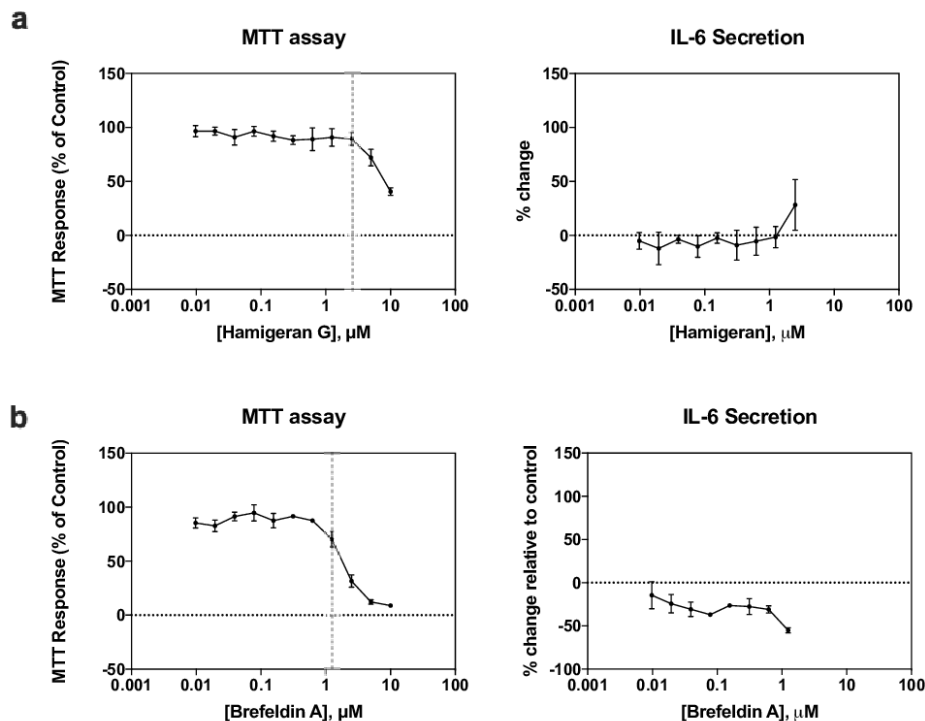 a
MTT assay
IL-6 Secretion
MTT Response (% of Control)
150
100
50
0
-50
0.001 0.01 0.1 1 10 100
[Hamigeran G], µM
% change
150
100
50
0
-50
0.001 0.01 0.1 1 10 100
[Hamigeran], µM
b
MTT assay
IL-6 Secretion
MTT Response (% of Control)
150
100
50
0
-50
0.001 0.01 0.1 1 10 100
[Brefeldin A], µM
% change relative to control
150
100
50
0
-50
-100
0.001 0.01 0.1 1 10 100
[Brefeldin A], µM